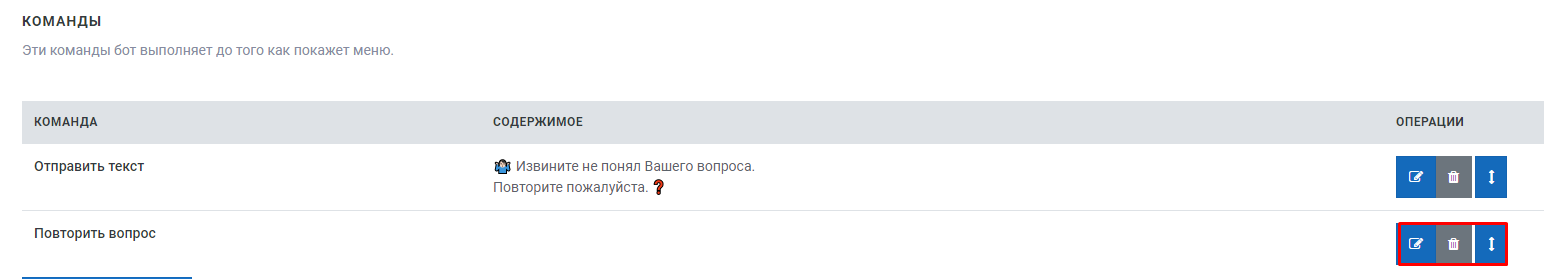 КОМАНДЫ
Эти команды бот выполняет до того как покажет меню.
КОМАНДА СОДЕРЖИМОЕ ОПЕРАЦИИ
Отправить текст
🤷 Извините не понял Вашего вопроса.
Повторите пожалуйста. ❓
Повторить вопрос